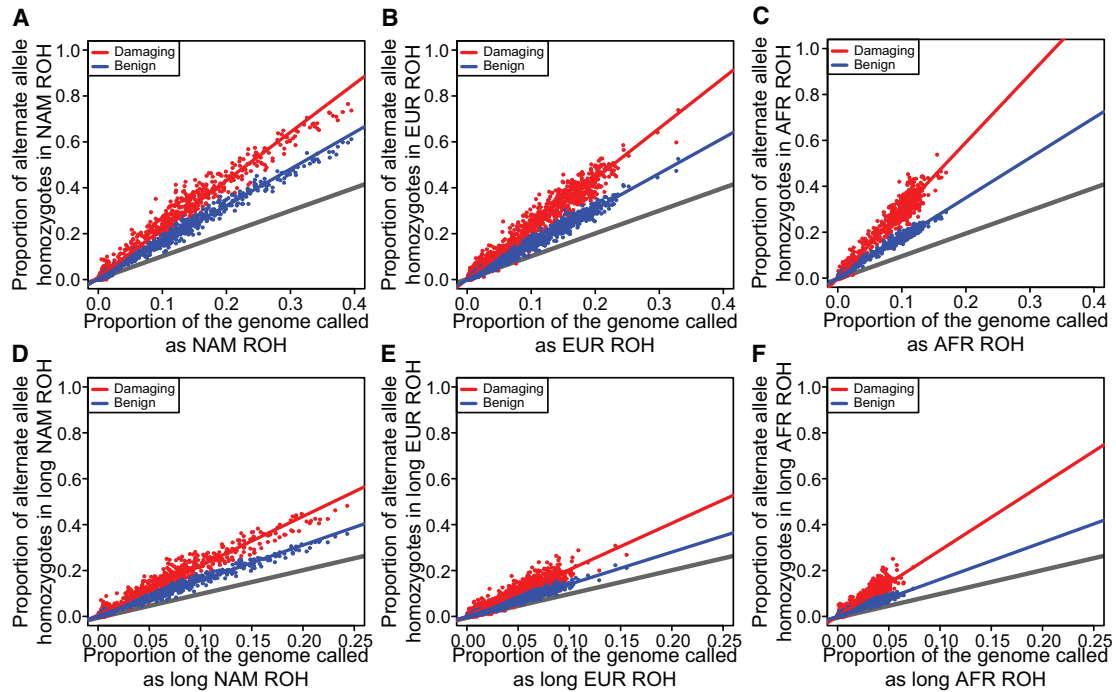 A
Proportion of alternate allele
homozygotes in NAM ROH
1.0
0.8
0.6
0.4
0.2
0.0
Damaging
Benign
0.0 0.1 0.2 0.3 0.4
Proportion of the genome called
as NAM ROH
B
Proportion of alternate allele
homozygotes in EUR ROH
1.0
0.8
0.6
0.4
0.2
0.0
Damaging
Benign
0.0 0.1 0.2 0.3 0.4
Proportion of the genome called
as EUR ROH
C
Proportion of alternate allele
homozygotes in AFR ROH
1.0
0.8
0.6
0.4
0.2
0.0
Damaging
Benign
0.0 0.1 0.2 0.3 0.4
Proportion of the genome called
as AFR ROH
D
Proportion of alternate allele
homozygotes in long NAM ROH
1.0
0.8
0.6
0.4
0.2
0.0
Damaging
Benign
0.00 0.05 0.10 0.15 0.20 0.25
Proportion of the genome called
as long NAM ROH
E
Proportion of alternate allele
homozygotes in long EUR ROH
1.0
0.8
0.6
0.4
0.2
0.0
Damaging
Benign
0.00 0.05 0.10 0.15 0.20 0.25
Proportion of the genome called
as long EUR ROH
F
Proportion of alternate allele
homozygotes in long AFR ROH
1.0
0.8
0.6
0.4
0.2
0.0
Damaging
Benign
0.00 0.05 0.10 0.15 0.20 0.25
Proportion of the genome called
as long AFR ROH